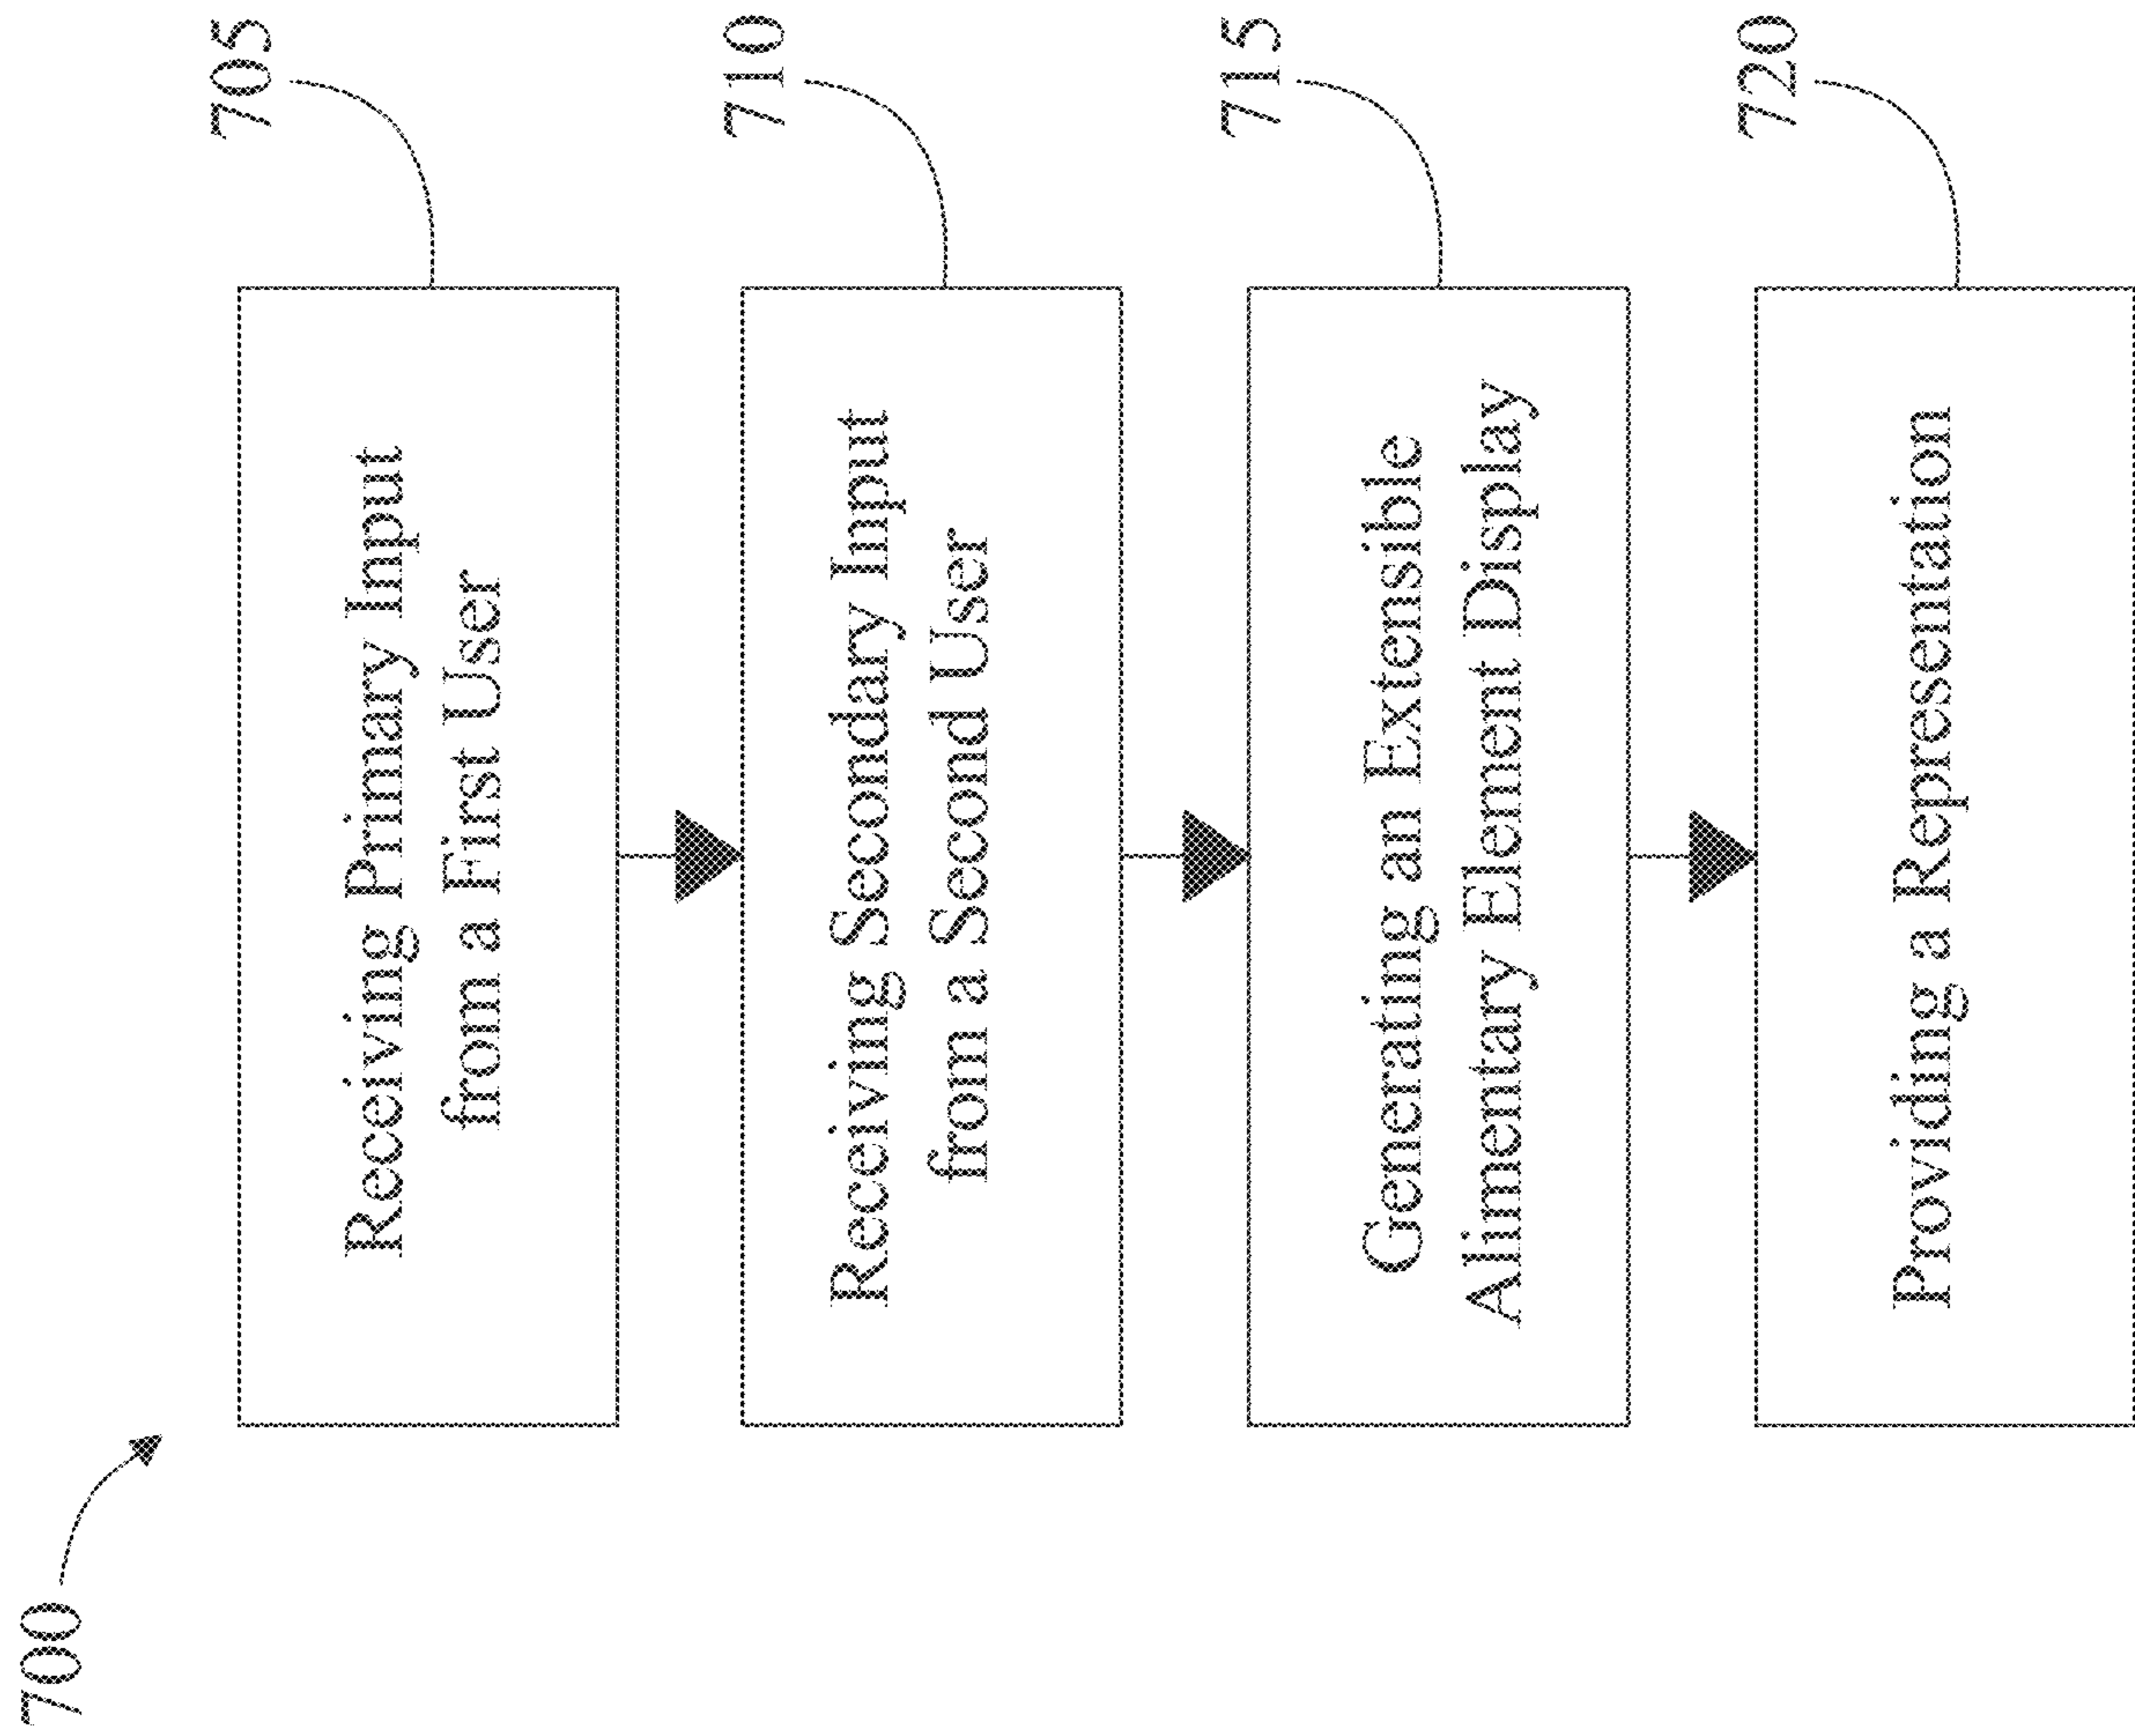 700
705
Receiving Primary Input
from a First User
710
Receiving Secondary Input
from a Second User
715
Generating an Extensible
Alimentary Element Display
720
Providing a Representation